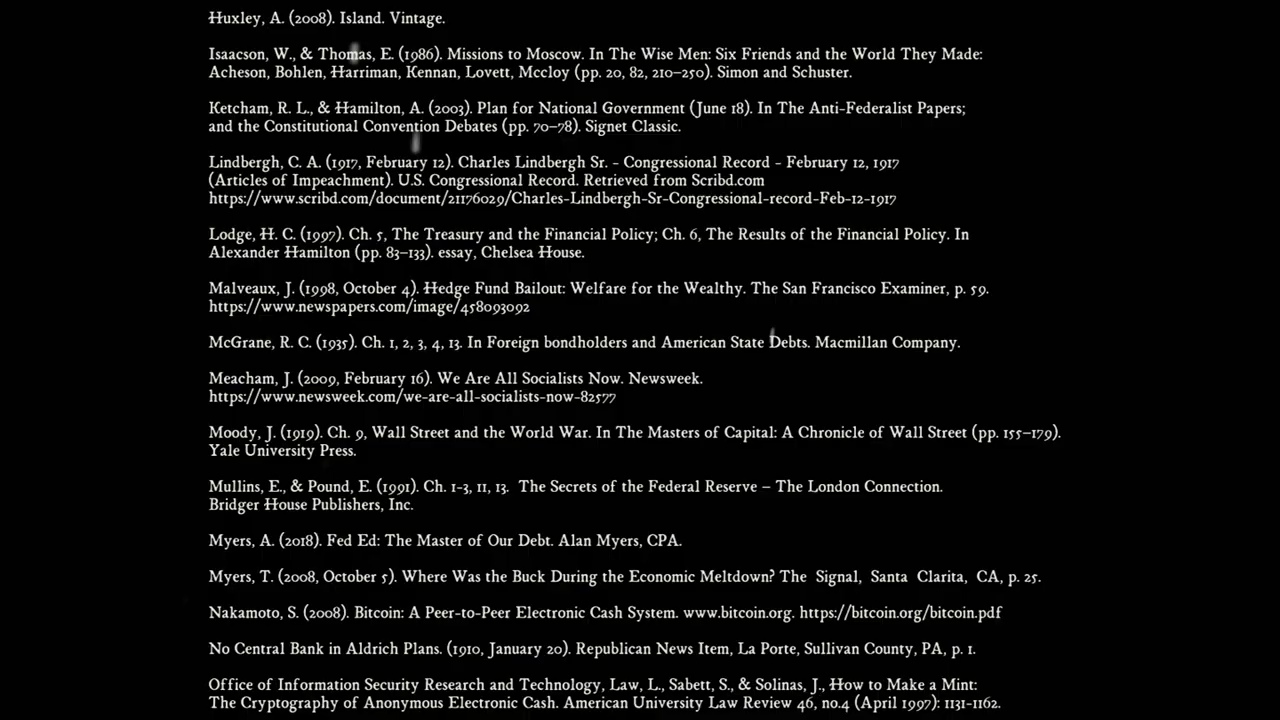 Huxley, A. (2008). Island. Vintage.
Isaacson, W., & Thomas, E. (1986). Missions to Moscow. In The Wise Men: Six Friends and the World They Made:
Acheson, Bohlen, Harriman, Kennan, Lovett, Mccloy (pp. 20, 82, 210–250). Simon and Schuster.
Ketcham, R. L., & Hamilton, A. (2003). Plan for National Government (June 18). In The Anti-Federalist Papers;
and the Constitutional Convention Debates (pp. 70–78). Signet Classic.
Lindbergh, C. A. (1917, February 12). Charles Lindbergh Sr. - Congressional Record - February 12, 1917
(Articles of Impeachment). U.S. Congressional Record. Retrieved from Scribd.com
https://www.scribd.com/document/21176029/Charles-Lindbergh-Sr-Congressional-record-Feb-12-1917
Lodge, H. C. (1997). Ch. 5, The Treasury and the Financial Policy; Ch. 6, The Results of the Financial Policy. In
Alexander Hamilton (pp. 83–133). essay, Chelsea House.
Malveaux, J. (1998, October 4). Hedge Fund Bailout: Welfare for the Wealthy. The San Francisco Examiner, p. 59.
https://www.newspapers.com/image/458093092
McGrane, R. C. (1935). Ch. 1, 2, 3, 4, 13. In Foreign bondholders and American State Debts. Macmillan Company.
Meacham, J. (2009, February 16). We Are All Socialists Now. Newsweek.
https://www.newsweek.com/we-are-all-socialists-now-82577
Moody, J. (1919). Ch. 9, Wall Street and the World War. In The Masters of Capital: A Chronicle of Wall Street (pp. 155–179).
Yale University Press.
Mullins, E., & Pound, E. (1991). Ch. 1-3, 11, 13. The Secrets of the Federal Reserve – The London Connection.
Bridger House Publishers, Inc.
Myers, A. (2018). Fed Ed: The Master of Our Debt. Alan Myers, CPA.
Myers, T. (2008, October 5). Where Was the Buck During the Economic Meltdown? The Signal, Santa Clarita, CA, p. 25.
Nakamoto, S. (2008). Bitcoin: A Peer-to-Peer Electronic Cash System. www.bitcoin.org. https://bitcoin.org/bitcoin.pdf
No Central Bank in Aldrich Plans. (1910, January 20). Republican News Item, La Porte, Sullivan County, PA, p. 1.
Office of Information Security Research and Technology, Law, L., Sabett, S., & Solinas, J., How to Make a Mint:
The Cryptography of Anonymous Electronic Cash. American University Law Review 46, no.4 (April 1997): 1131-1162.